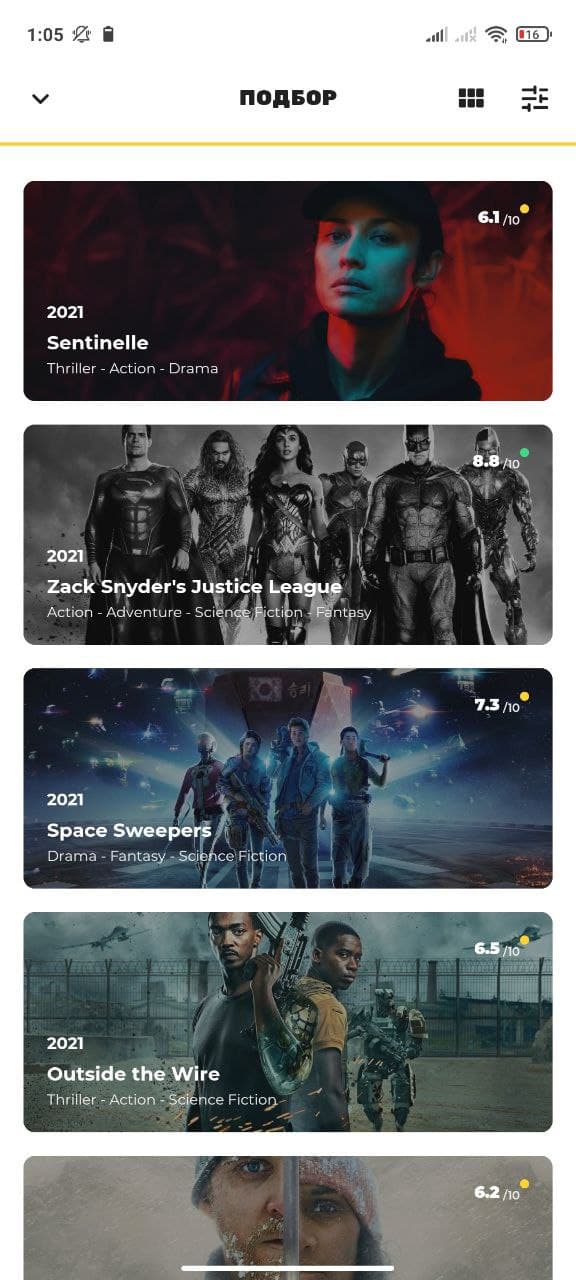 1:05
16
ПОДБОР
6.1 /10
2021
Sentinelle
Thriller - Action - Drama
8.8 /10
2021
Zack Snyder's Justice League
Action - Adventure - Science Fiction - Fantasy
승리
7.3 /10
2021
Space Sweepers
Drama - Fantasy - Science Fiction
6.5 /10
2021
Outside the Wire
Thriller - Action - Science Fiction
6.2 /10